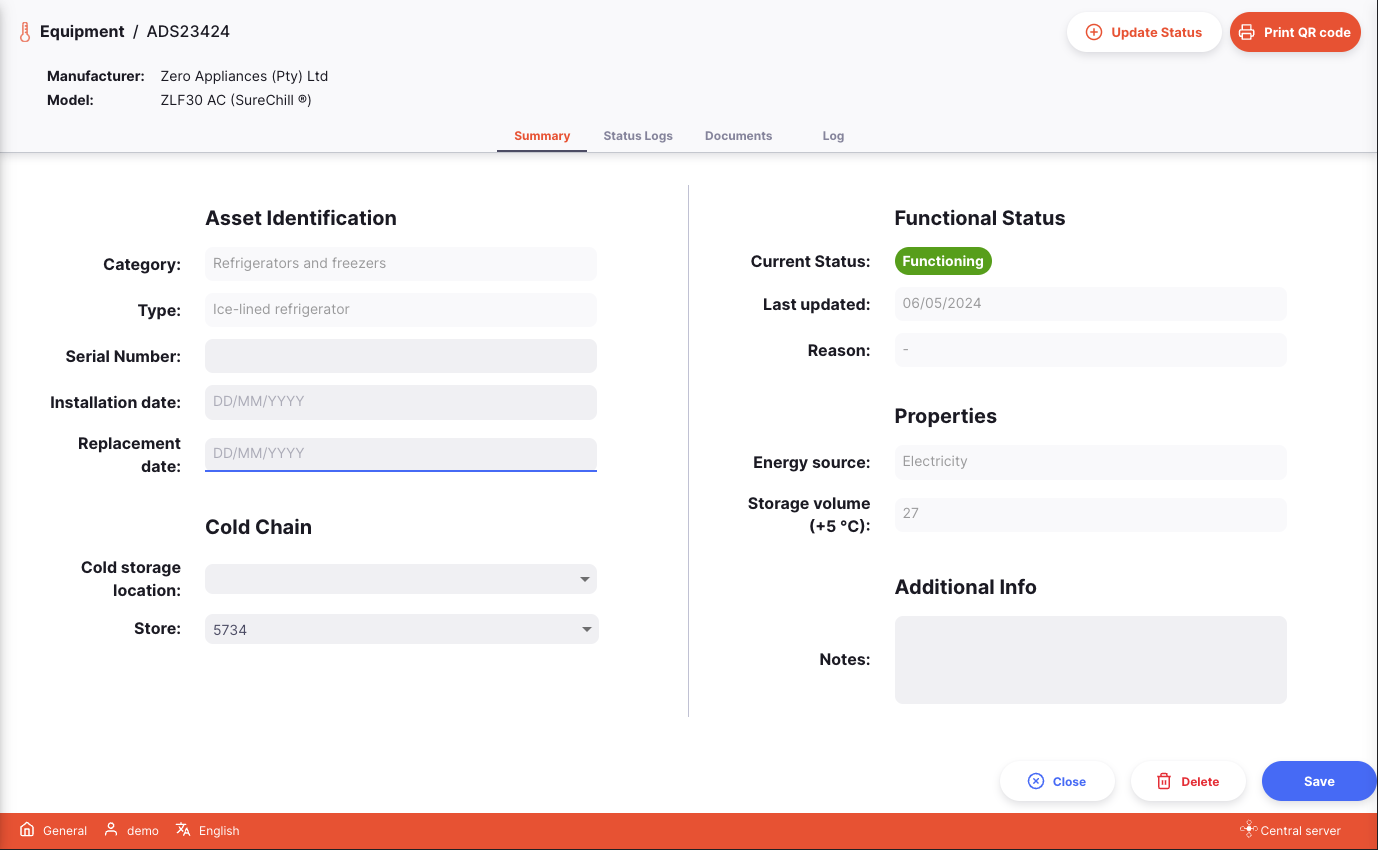 Equipment / ADS23424
Update Status
Print QR code
Manufacturer: Zero Appliances (Pty) Ltd
Model: ZLF30 AC (SureChill ®)
Summary
Status Logs
Documents
Log
Asset Identification
Category: Refrigerators and freezers
Type: Ice-lined refrigerator
Serial Number:
Installation date: DD/MM/YYYY
Replacement
date: DD/MM/YYYY
Cold Chain
Cold storage
location:
Store: 5734
Functional Status
Current Status: Functioning
Last updated: 06/05/2024
Reason: -
Properties
Energy source: Electricity
Storage volume
(+5 °C): 27
Additional Info
Notes:
Close
Delete
Save
General
demo
English
Central server